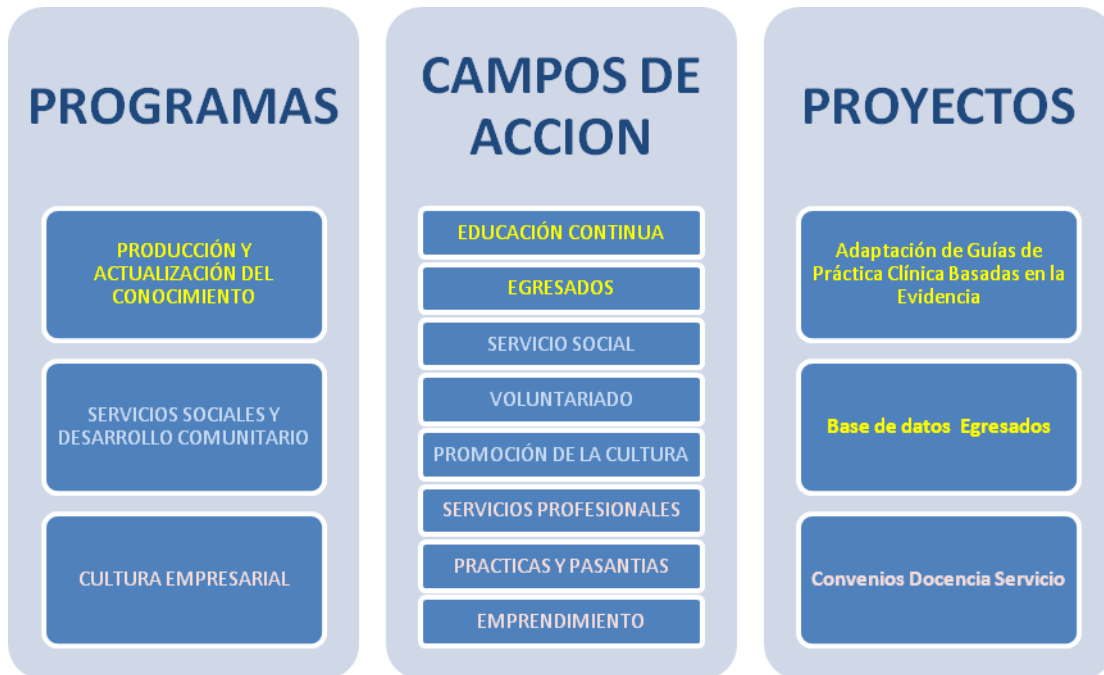 PROGRAMAS
PRODUCCIÓN Y
ACTUALIZACIÓN DEL
CONOCIMIENTO
SERVICIOS SOCIALES Y
DESARROLLO COMUNITARIO
CULTURA EMPRESARIAL
CAMPOS DE
ACCION
EDUCACIÓN CONTINUA
EGRESADOS
SERVICIO SOCIAL
VOLUNTARIADO
PROMOCIÓN DE LA CULTURA
SERVICIOS PROFESIONALES
PRACTICAS Y PASANTIAS
EMPRENDIMIENTO
PROYECTOS
Adaptación de Guías de
Práctica Clínica Basadas en la
Evidencia
Base de datos Egresados
Convenios Docencia Servicio